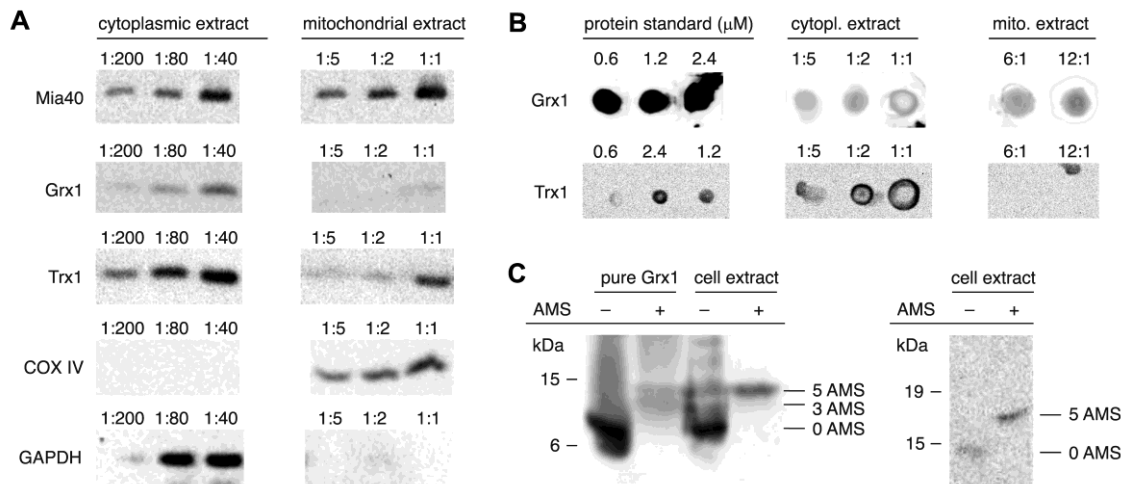 A
cytoplasmic extract
mitochondrial extract
1:200 1:80 1:40
1:5 1:2 1:1
Mia40
1:200 1:80 1:40
1:5 1:2 1:1
Grx1
1:200 1:80 1:40
1:5 1:2 1:1
Trx1
1:200 1:80 1:40
1:5 1:2 1:1
COX IV
1:200 1:80 1:40
1:5 1:2 1:1
GAPDH
B
protein standard (μM)
cytopl. extract
mito. extract
0.6 1.2 2.4
1:5 1:2 1:1
6:1 12:1
Grx1
0.6 2.4 1.2
1:5 1:2 1:1
6:1 12:1
Trx1
C
pure Grx1 cell extract
AMS – + – +
kDa
15
6
5 AMS
3 AMS
0 AMS
cell extract
AMS – +
kDa
19
15
5 AMS
0 AMS